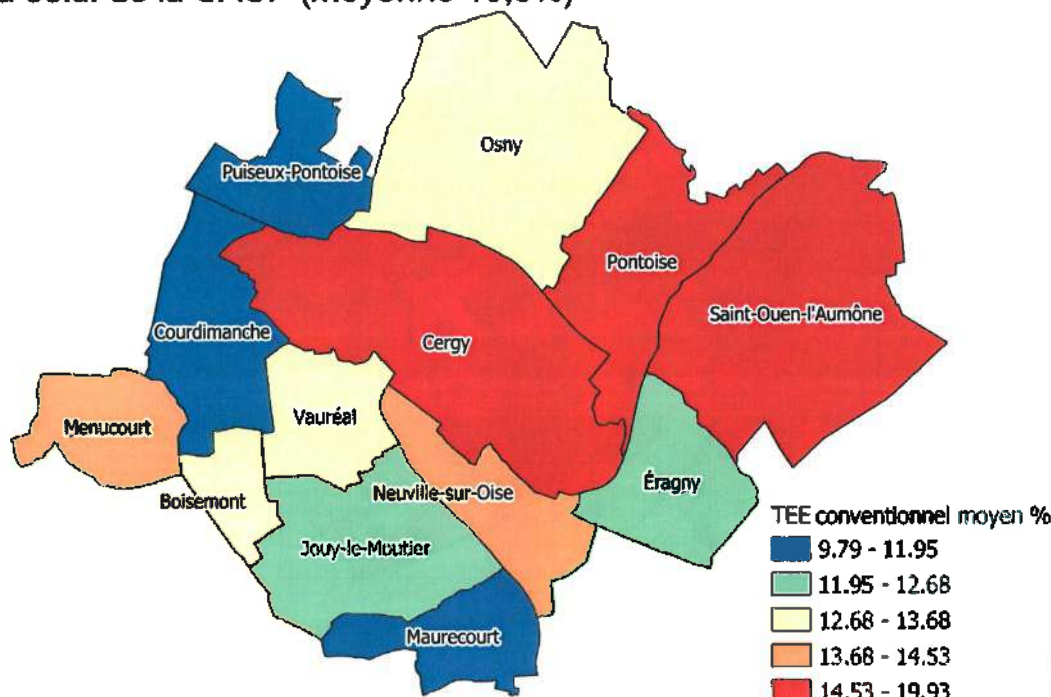 Osny
Puiseux-Pontoise
Pontoise
Saint-Ouen-l'Aumône
Courdimanche
Cergy
Menucourt
Vauréal
Éragny
Neuville-sur-Oise
Boisemont
Jouy-le-Moutier
Maurecourt
TEE conventionnel moyen %
9.79 - 11.95
11.95 - 12.68
12.68 - 13.68
13.68 - 14.53
14.53 - 19.93